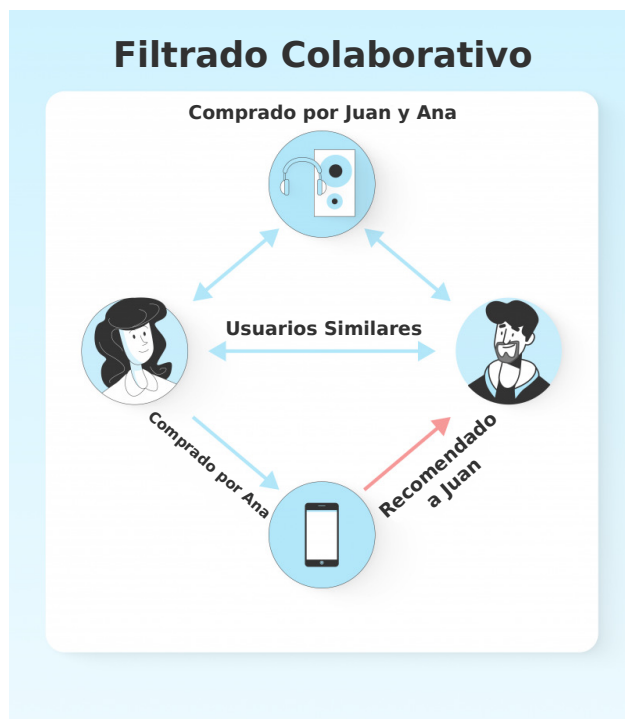 Filtrado Colaborativo
Comprado por Juan y Ana
Usuarios Similares
Comprado por Ana
Recomendado
a Juan